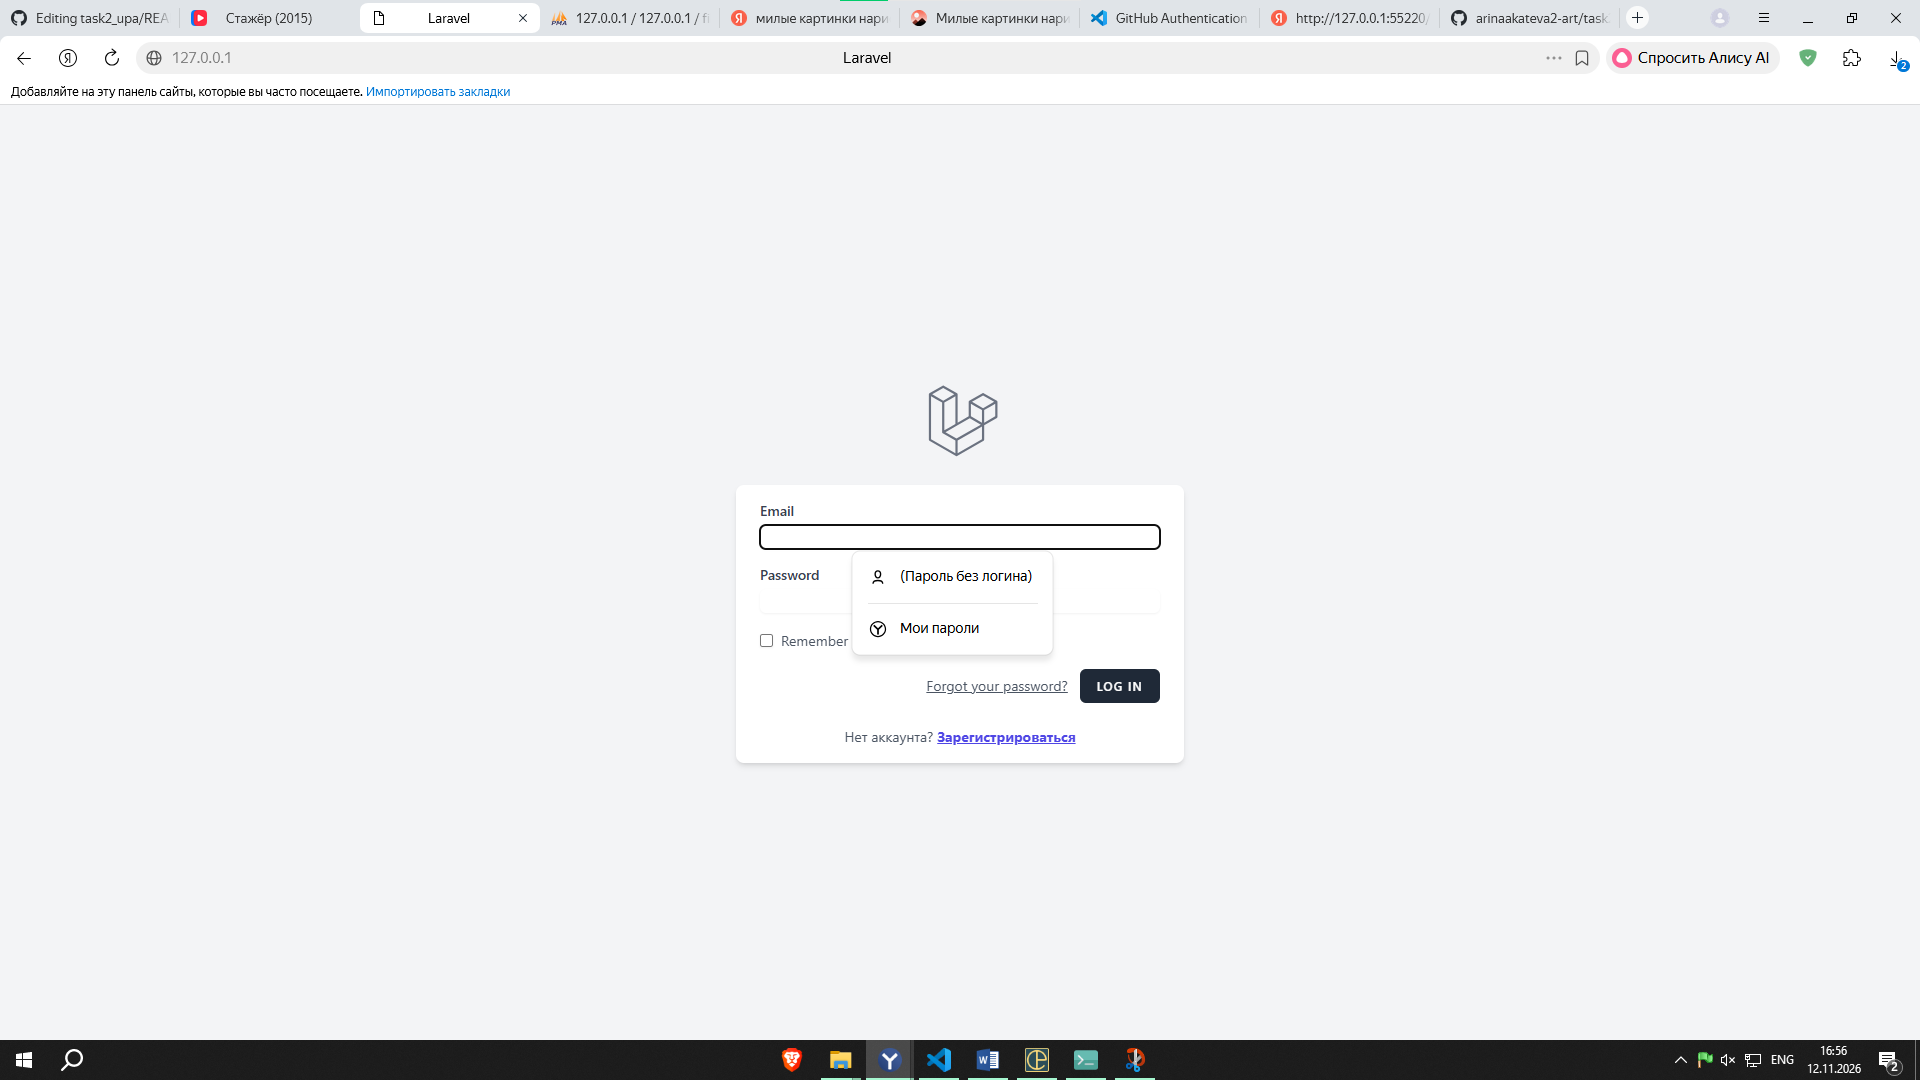 Editing task2_upa/REA
Стажёр (2015)
Laravel
127.0.0.1 / 127.0.0.1 / f
милые картинки нари
Милые картинки нари
GitHub Authentication
http://127.0.0.1:55220/
arinaakateva2-art/task
127.0.0.1
Laravel
Спросить Алису AI
2
Добавляйте на эту панель сайты, которые вы часто посещаете. Импортировать закладки
Email
Password
(Пароль без логина)
Мои пароли
Remember
Forgot your password?
LOG IN
Нет аккаунта? Зарегистрироваться
ENG
16:56
12.11.2026
2